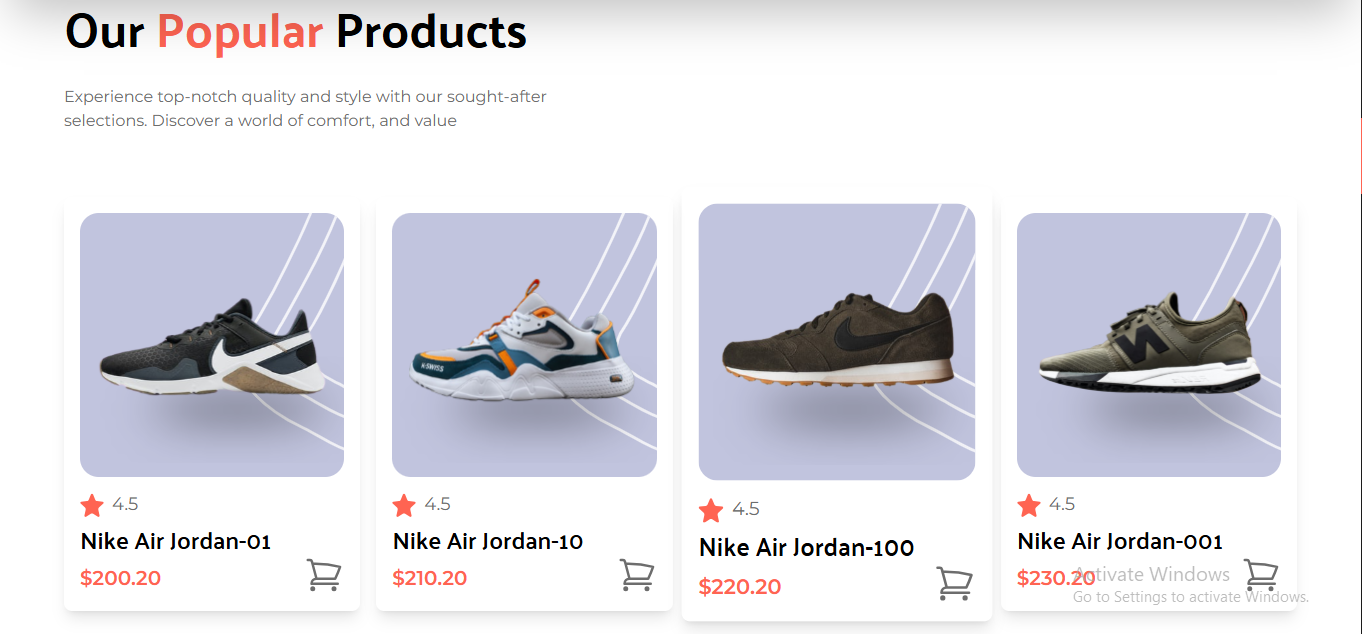 Our Popular Products
Experience top-notch quality and style with our sought-after
selections. Discover a world of comfort, and value
K·SWISS
N
4.5
4.5
4.5
4.5
Nike Air Jordan-01
Nike Air Jordan-10
Nike Air Jordan-100
Nike Air Jordan-001
$200.20
$210.20
$220.20
$230.20
Activate Windows
Go to Settings to activate Windows.